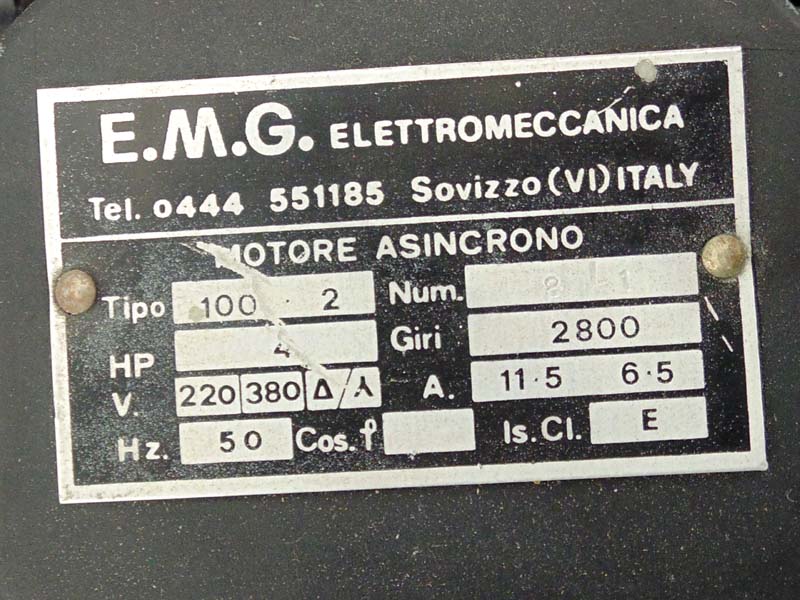 E.M.G. ELETTROMECCANICA
Tel. 0444 551185 Sovizzo (VI) ITALY
MOTORE ASINCRONO
Tipo 100 2 Num.
HP 4 Giri 2800
V. 220 380 Δ/⅄ A. 11·5 6·5
Hz. 50 Cos. φ Is. Cl. E